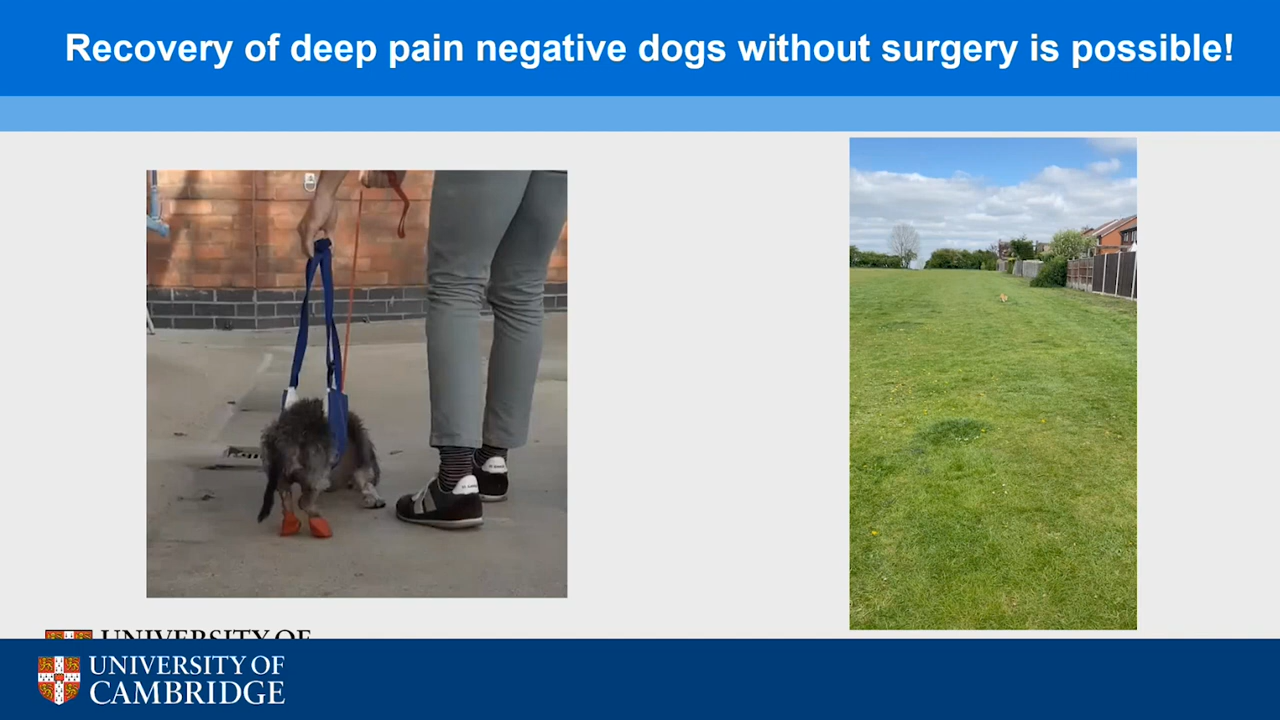 Recovery of deep pain negative dogs without surgery is possible!
UNIVERSITY OF
UNIVERSITY OF
CAMBRIDGE